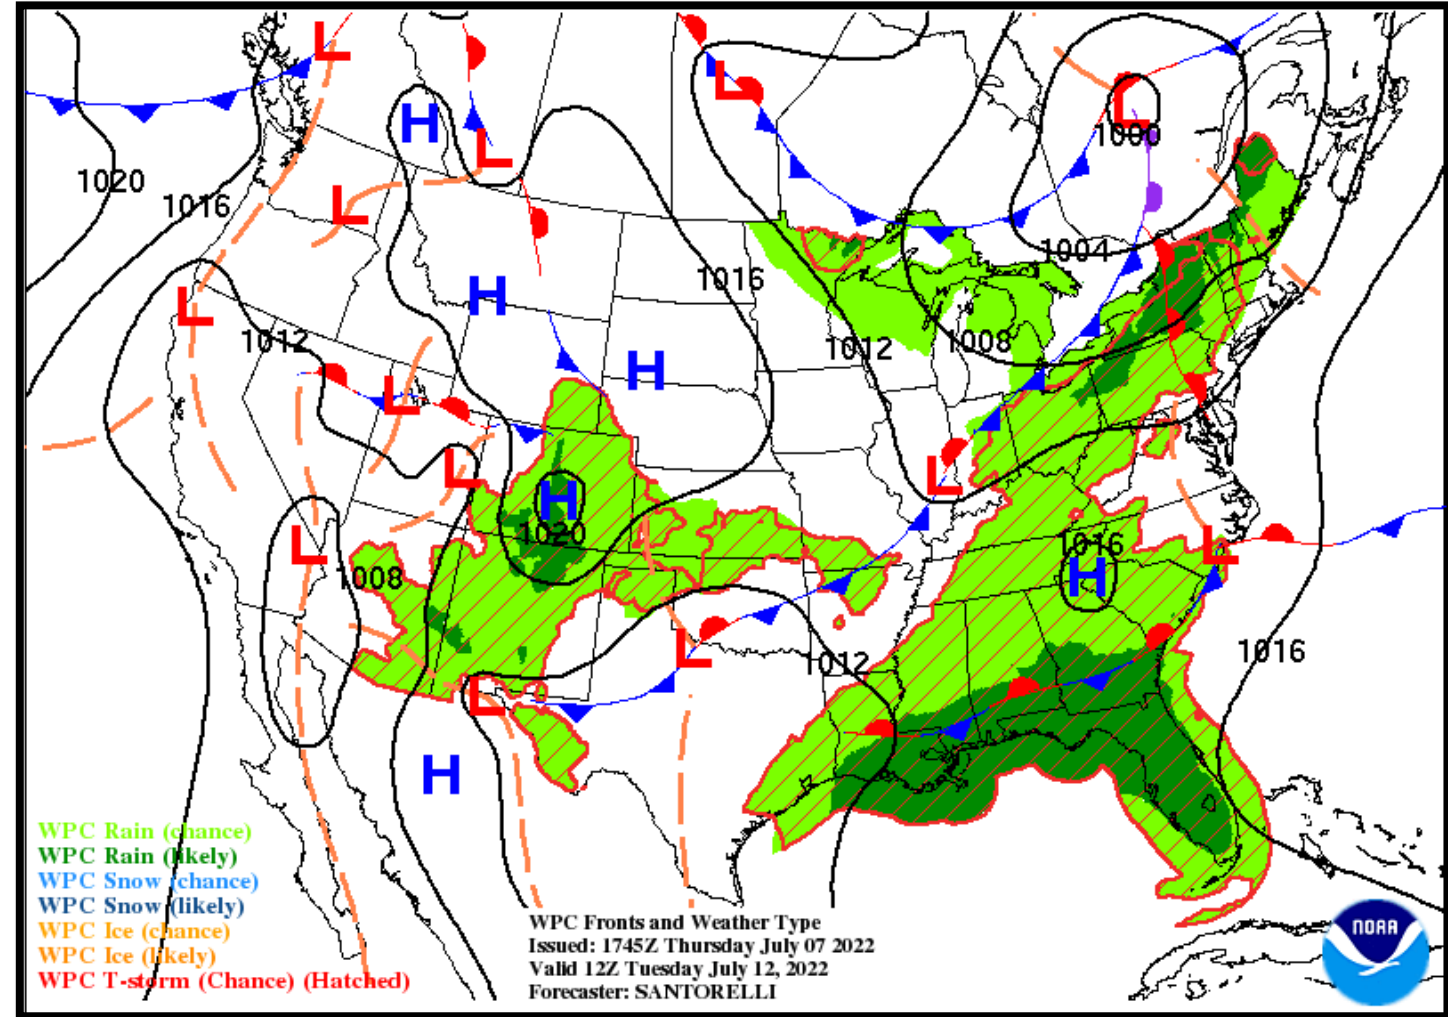 L
L
L
H
1000
L
1020
1016
L
1004
1016
H
L
1012
1008
1012
H
L
L
L
H
1020
L
1016
L
1008
H
L
1016
1012
L
H
WPC Rain (chance)
WPC Rain (likely)
WPC Snow (chance)
WPC Snow (likely)
WPC Ice (chance)
WPC Ice (likely)
WPC T-storm (Chance) (Hatched)
WPC Fronts and Weather Type
Issued: 1745Z Thursday July 07 2022
Valid 12Z Tuesday July 12, 2022
Forecaster: SANTORELLI
NOAA